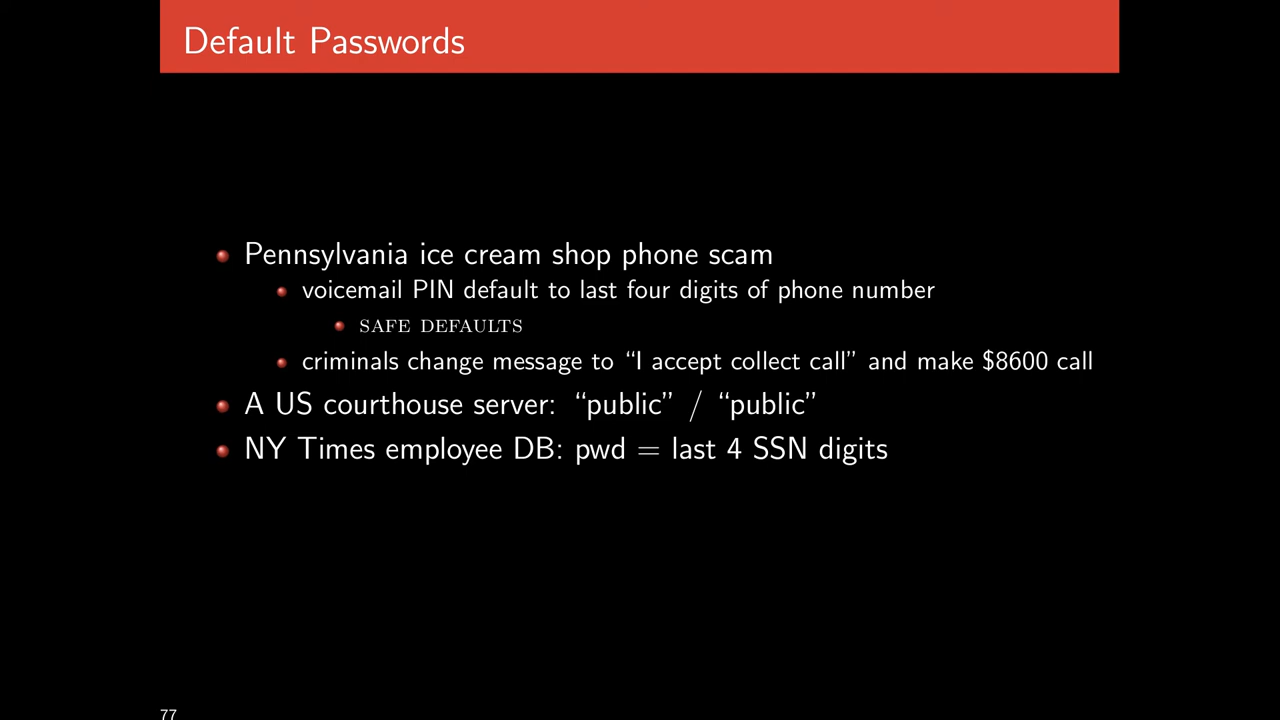 Default Passwords
Pennsylvania ice cream shop phone scam
voicemail PIN default to last four digits of phone number
SAFE DEFAULTS
criminals change message to “I accept collect call” and make $8600 call
A US courthouse server: “public” / “public”
NY Times employee DB: pwd = last 4 SSN digits
77